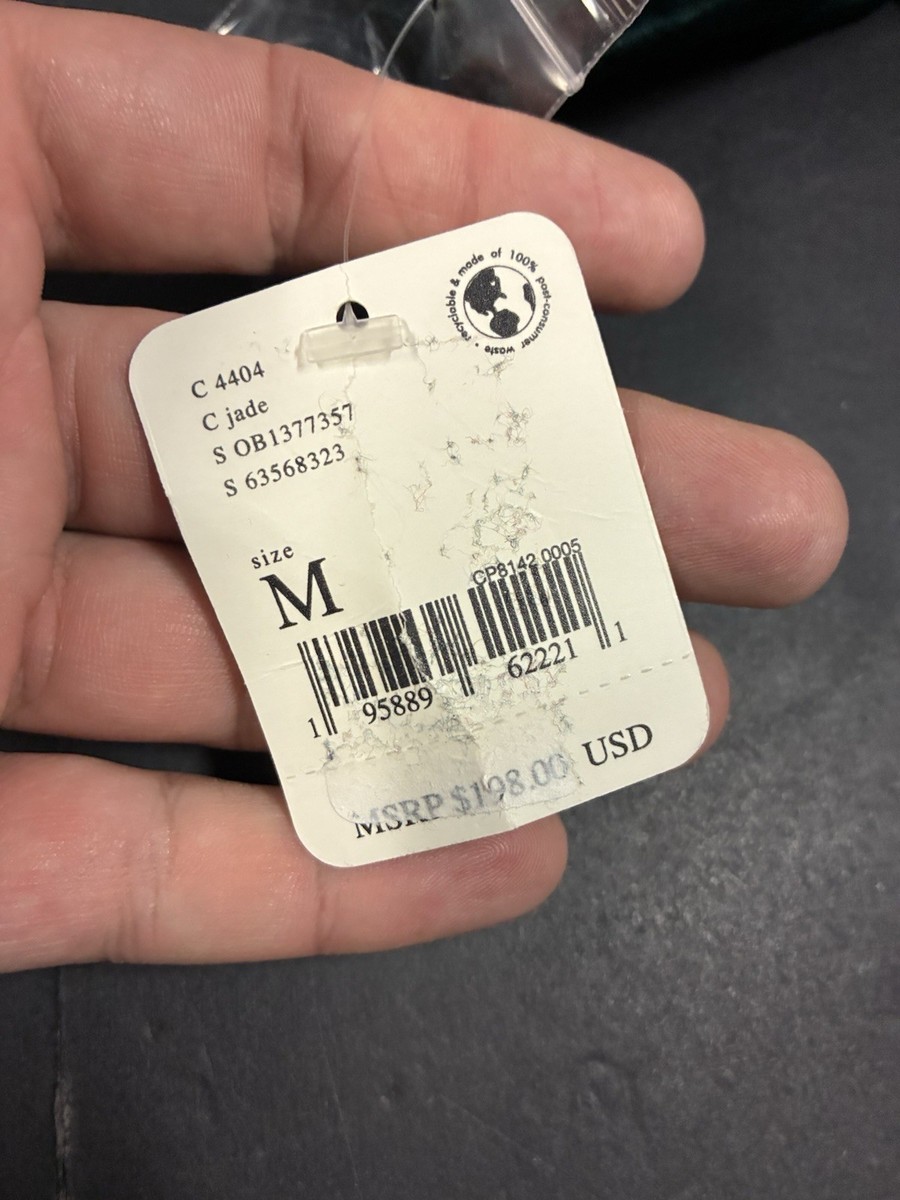 recyclable & made of 100% post-consumer waste •
C 4404
C jade
S OB1377357
S 63568323
size
M
CP8142 0005
1 95889 62221 1
MSRP $198.00 USD